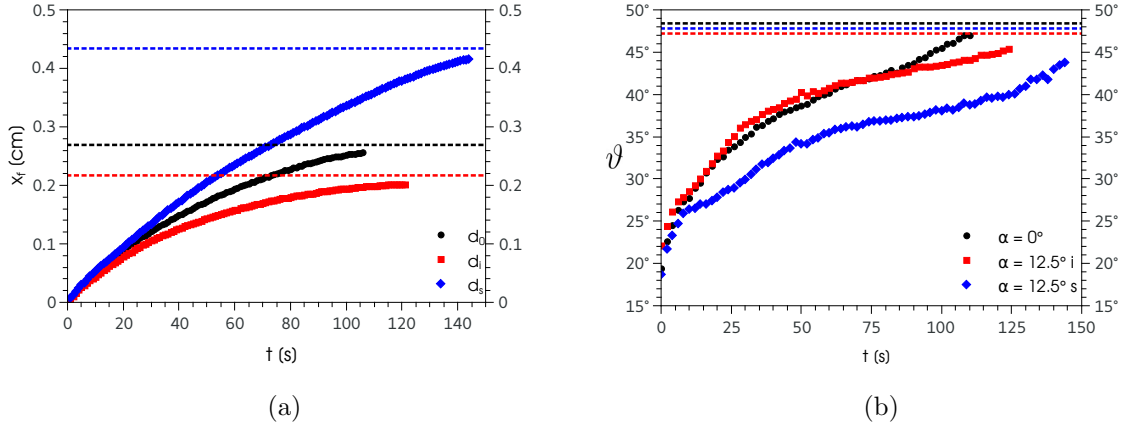 0.5
0.4
0.3
0.2
0.1
0
0.5
0.4
0.3
0.2
0.1
0
x_f (cm)
d_0
d_i
d_s
0 20 40 60 80 100 120 140
t (s)
(a)
50°
45°
40°
35°
30°
25°
20°
15°
50°
45°
40°
35°
30°
25°
20°
15°
ϑ
α = 0°
α = 12.5° i
α = 12.5° s
0 25 50 75 100 125 150
t (s)
(b)